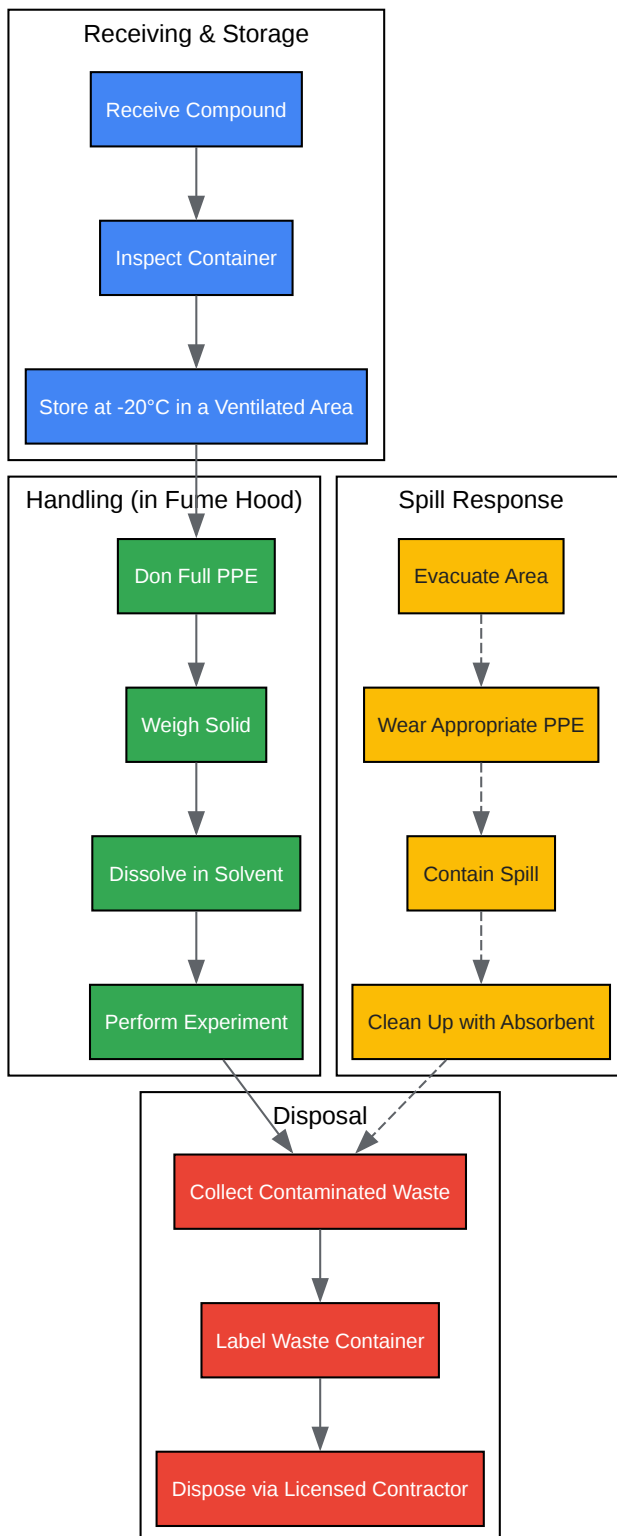 Receiving & Storage
Receive Compound
Inspect Container
Store at -20°C in a Ventilated Area
Handling (in Fume Hood)
Don Full PPE
Weigh Solid
Dissolve in Solvent
Perform Experiment
Spill Response
Evacuate Area
Wear Appropriate PPE
Contain Spill
Clean Up with Absorbent
Disposal
Collect Contaminated Waste
Label Waste Container
Dispose via Licensed Contractor